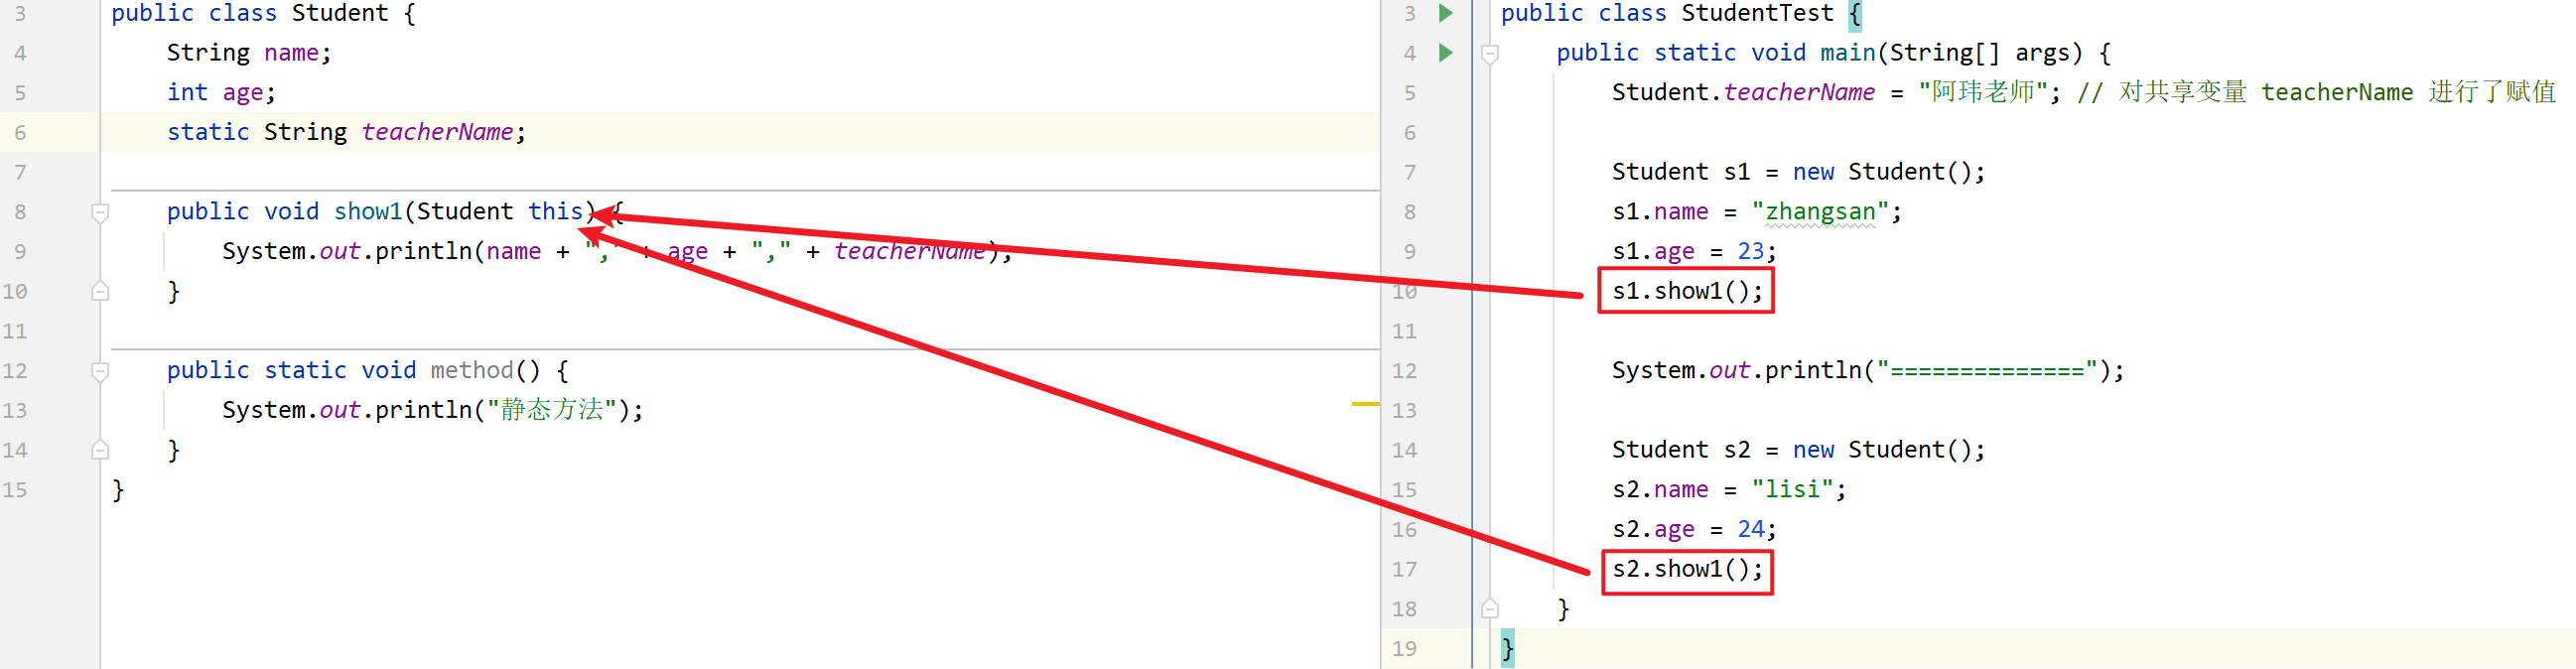 3 public class Student {
4 String name;
5 int age;
6 static String teacherName;
7
8 public void show1(Student this) {
9 System.out.println(name + "," + age + "," + teacherName);
10 }
11
12 public static void method() {
13 System.out.println("静态方法");
14 }
15 }
3 public class StudentTest {
4 public static void main(String[] args) {
5 Student.teacherName = "阿玮老师"; // 对共享变量 teacherName 进行了赋值
6
7 Student s1 = new Student();
8 s1.name = "zhangsan";
9 s1.age = 23;
10 s1.show1();
11
12 System.out.println("==============");
13
14 Student s2 = new Student();
15 s2.name = "lisi";
16 s2.age = 24;
17 s2.show1();
18 }
19 }